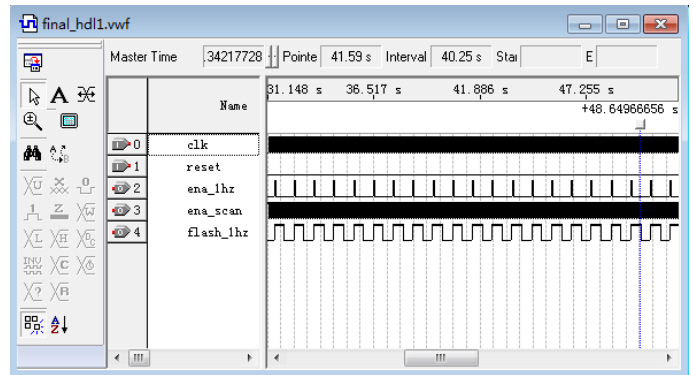 final_hdl1.vwf
Master Time .34217728 Pointe 41.59 s Interval 40.25 s Stai E
A
Name
31.148 s 36.517 s 41.886 s 47.255 s
+48.64966656 s
0 clk
1 reset
2 ena_1hz
3 ena_scan
4 flash_1hz